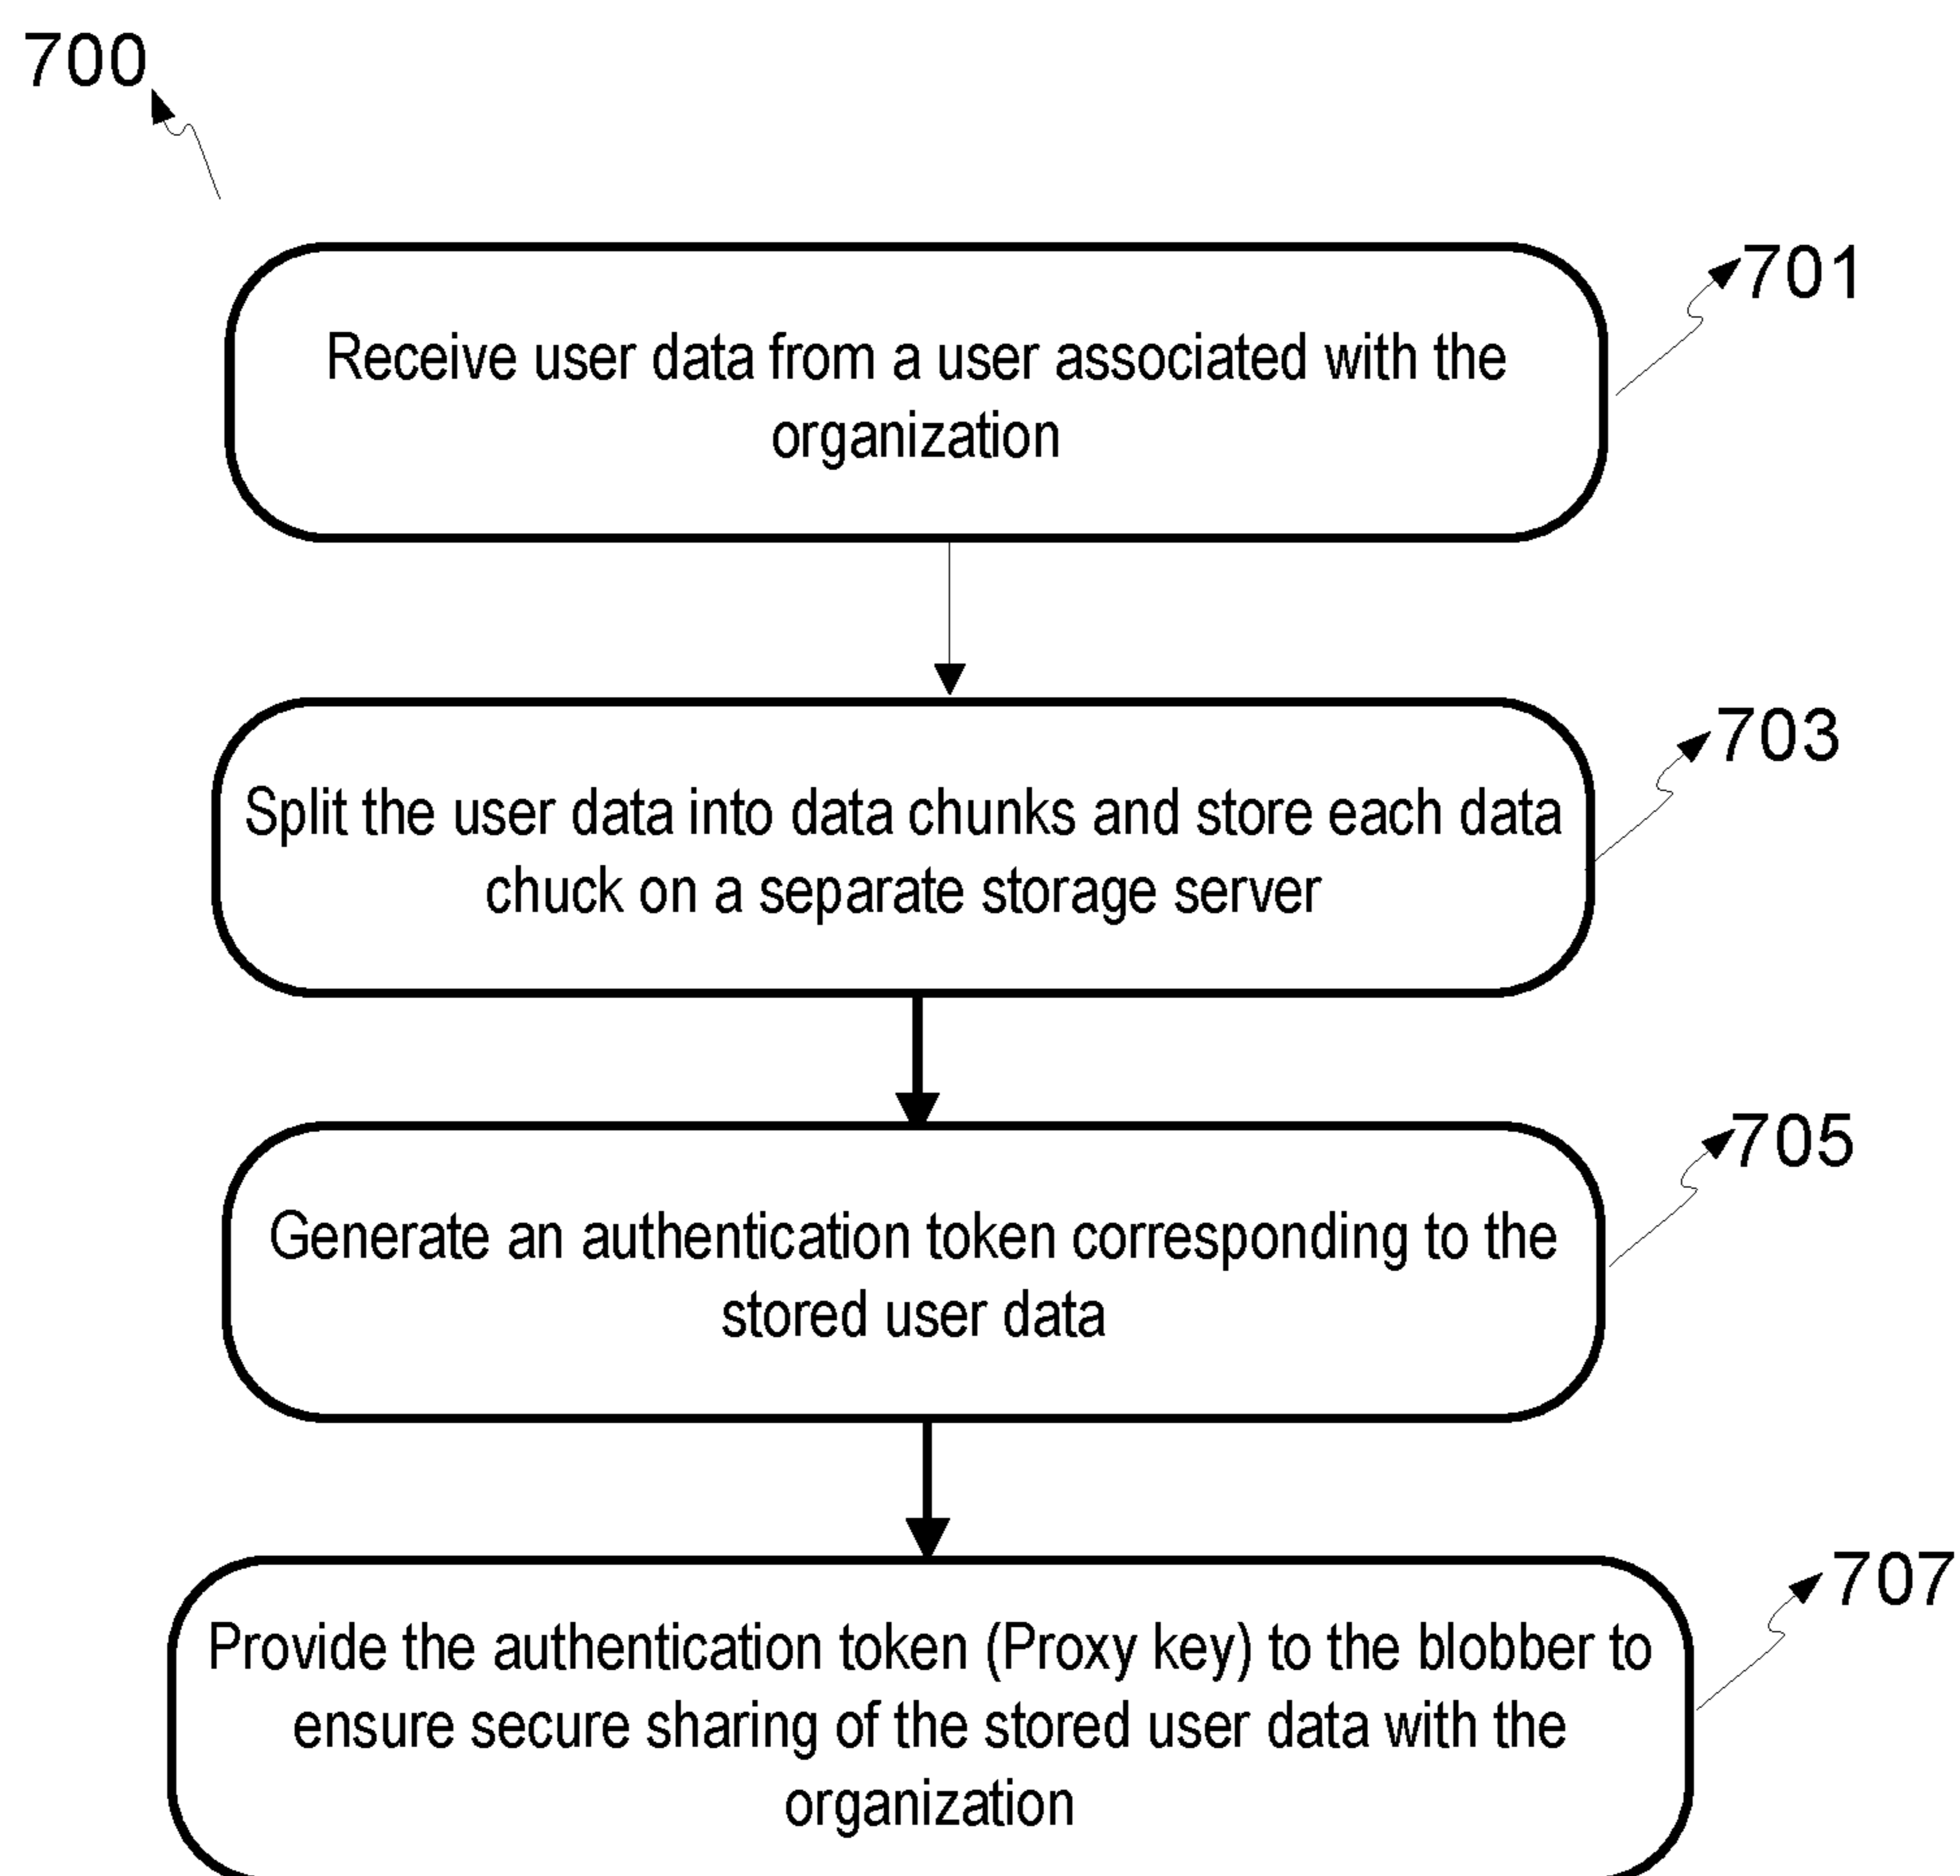 700
701
Receive user data from a user associated with the
organization
703
Split the user data into data chunks and store each data
chuck on a separate storage server
705
Generate an authentication token corresponding to the
stored user data
707
Provide the authentication token (Proxy key) to the blobber to
ensure secure sharing of the stored user data with the
organization